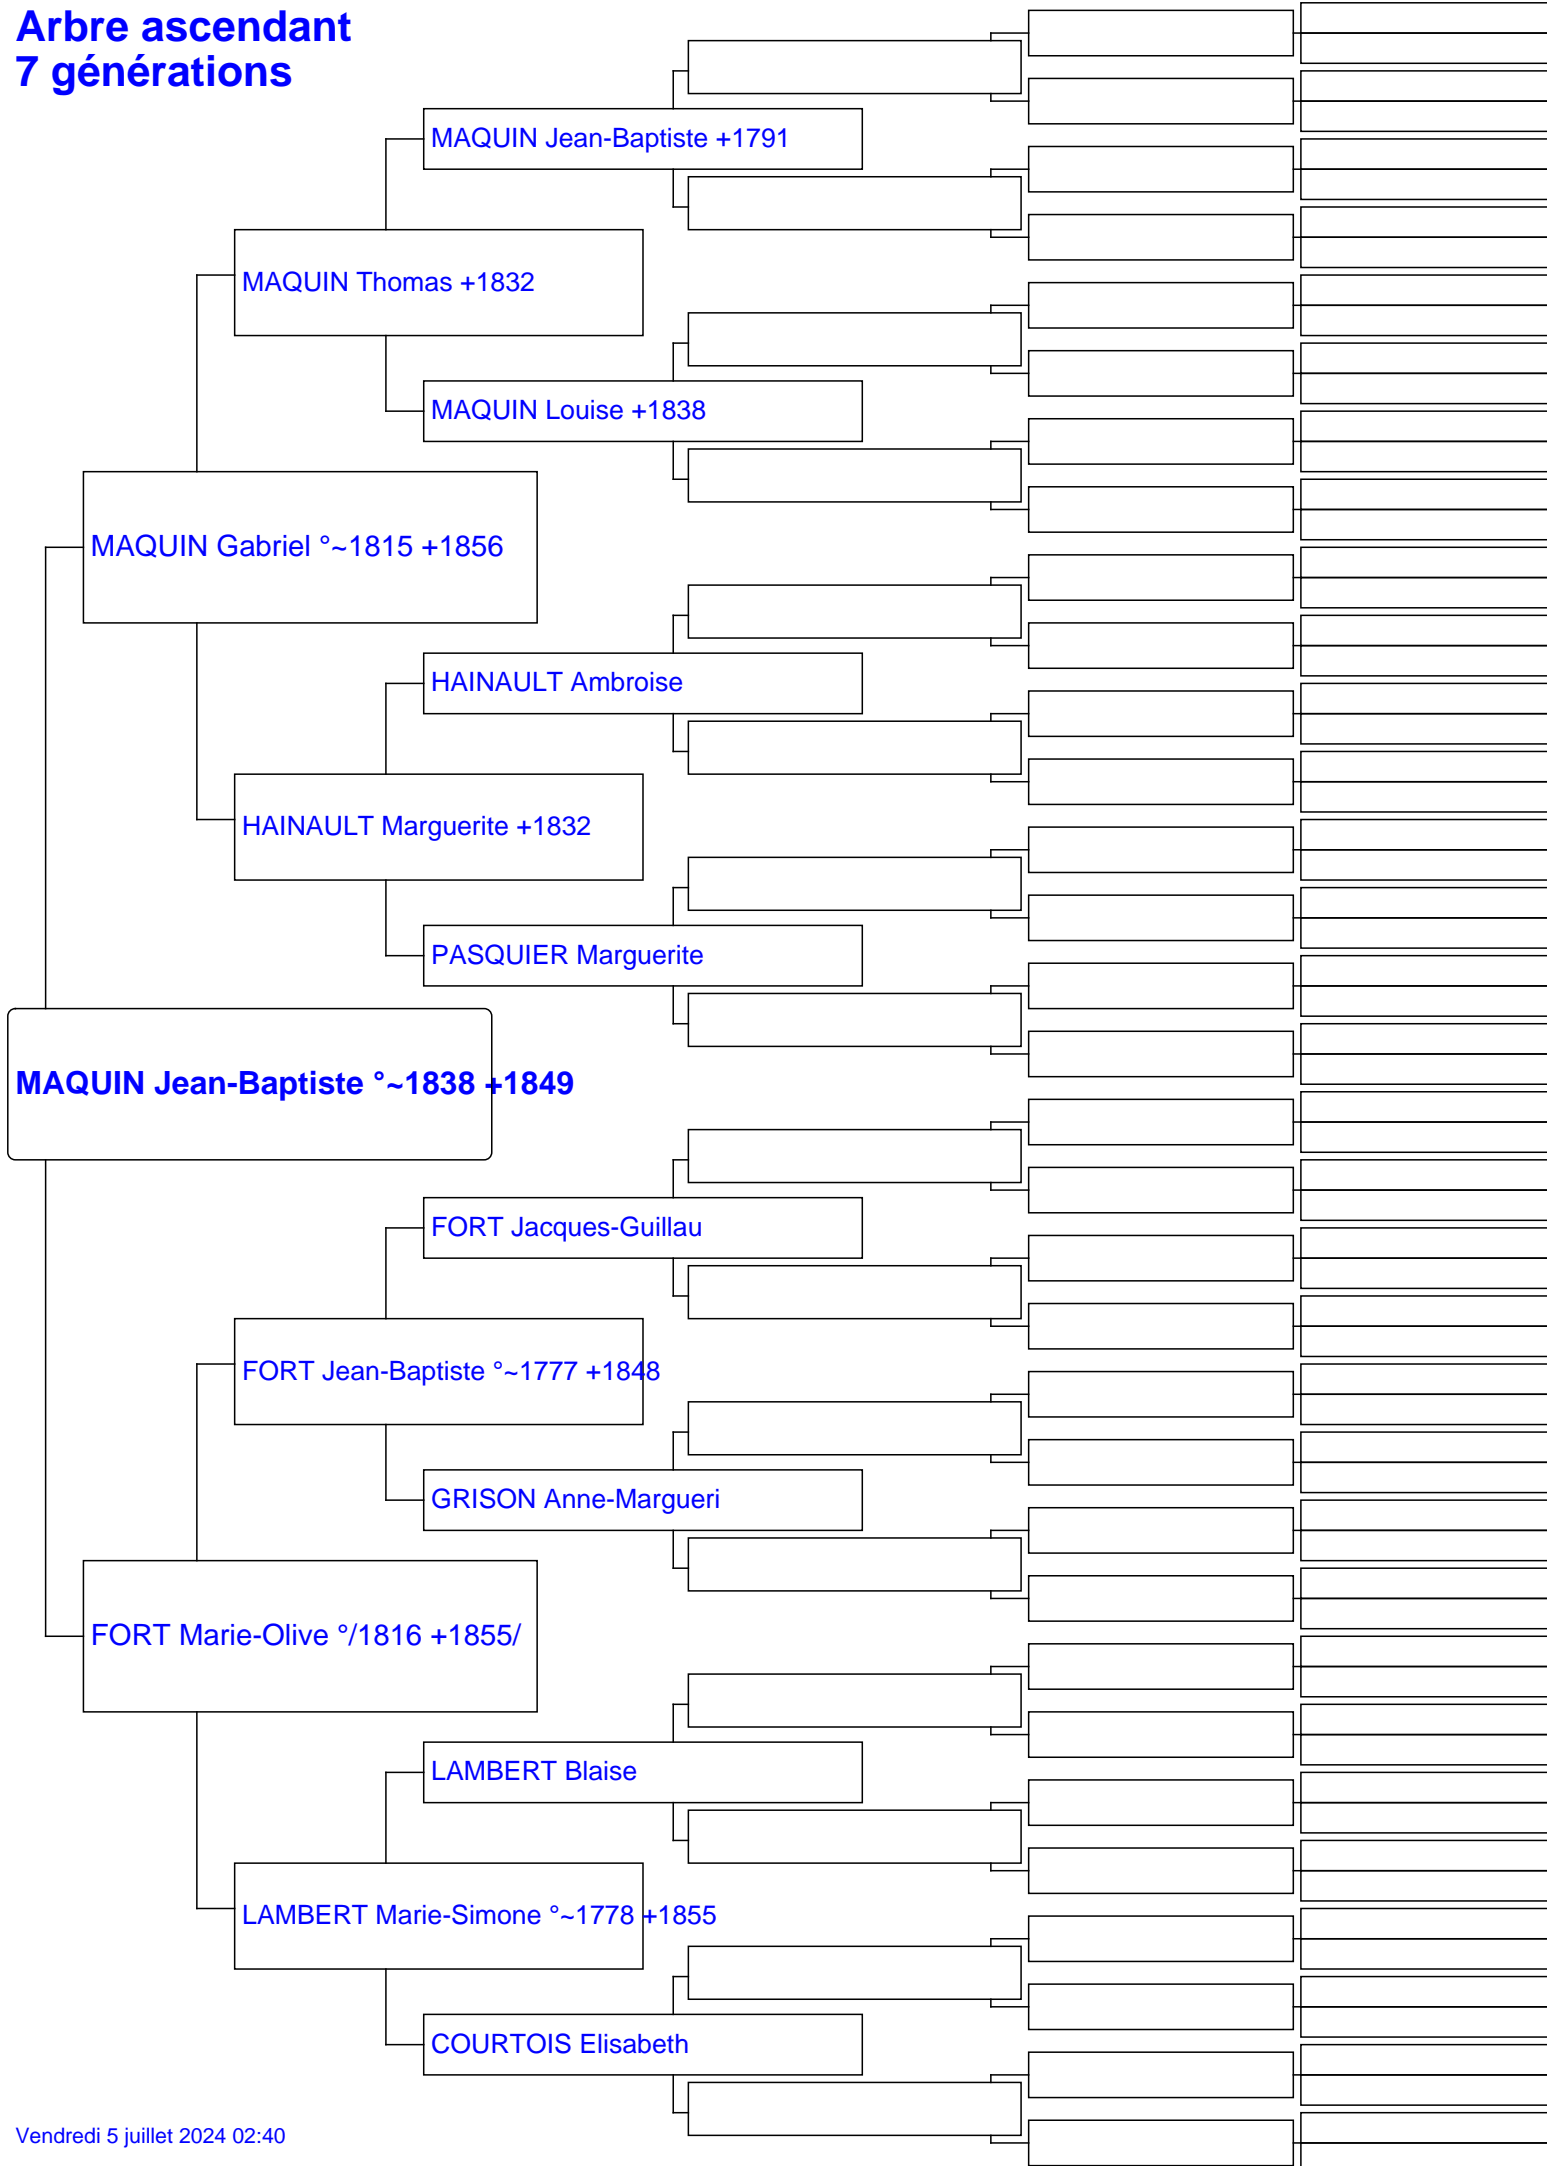 Arbre ascendant
7 générations
MAQUIN Jean-Baptiste +1791
MAQUIN Thomas +1832
MAQUIN Louise +1838
MAQUIN Gabriel °~1815 +1856
HAINAULT Ambroise
HAINAULT Marguerite +1832
PASQUIER Marguerite
MAQUIN Jean-Baptiste °~1838 +1849
FORT Jacques-Guillau
FORT Jean-Baptiste °~1777 +1848
GRISON Anne-Margueri
FORT Marie-Olive °/1816 +1855/
LAMBERT Blaise
LAMBERT Marie-Simone °~1778 +1855
COURTOIS Elisabeth
Vendredi 5 juillet 2024 02:40